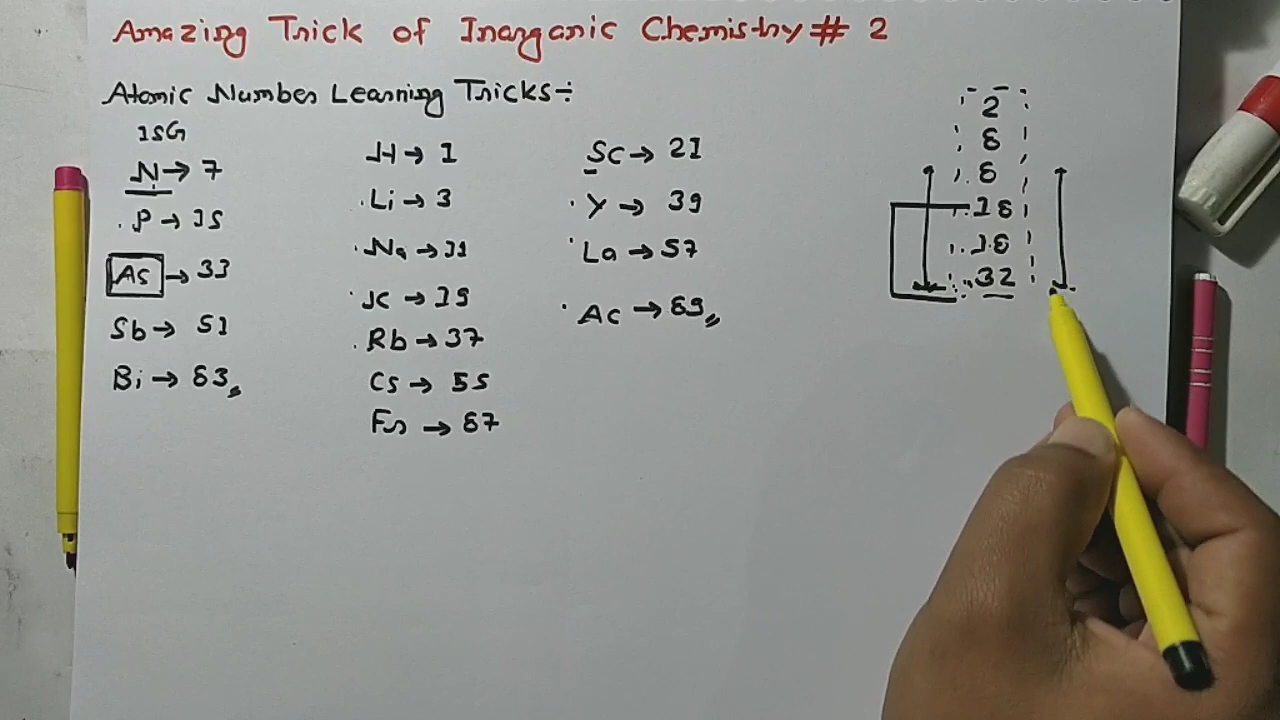 Amazing Trick of Inorganic Chemistry # 2
Atomic Number Learning Tricks÷
15G
N → 7
P → 15
As → 33
Sb → 51
Bi → 83
H → 1
Li → 3
Na → 11
K → 19
Rb → 37
Cs → 55
Fr → 87
Sc → 21
Y → 39
La → 57
Ac → 89
2
8
8
18
18
32